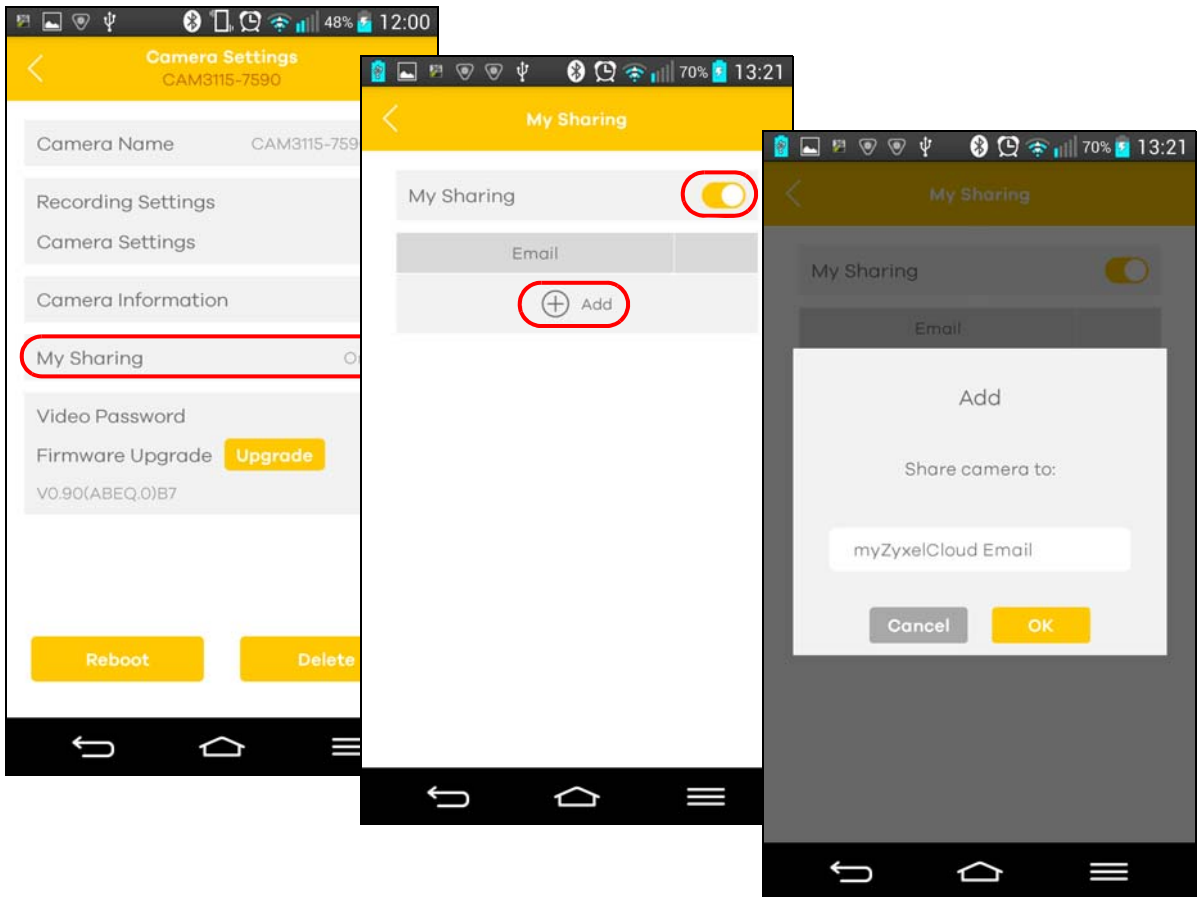 48% 12:00
Camera Settings
CAM3115-7590
Camera Name CAM3115-759
Recording Settings
Camera Settings
Camera Information
My Sharing O
Video Password
Firmware Upgrade Upgrade
V0.90(ABEQ.0)B7
Reboot Delete
70% 13:21
My Sharing
My Sharing
Email
Add
70% 13:21
My Sharing
My Sharing
Email
Add
Share camera to:
myZyxelCloud Email
Cancel OK